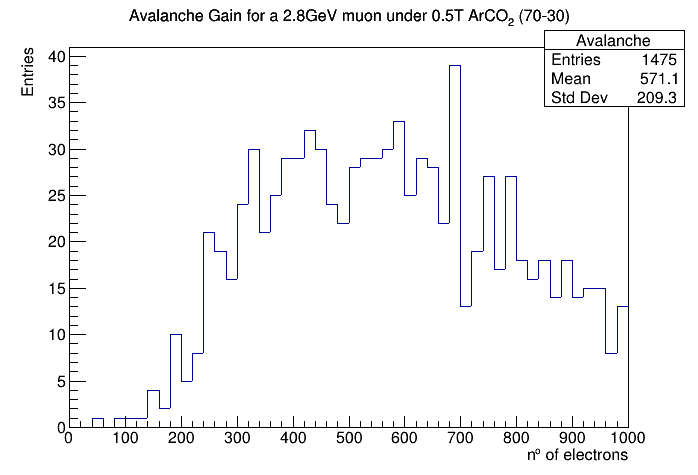 Avalanche Gain for a 2.8GeV muon under 0.5T ArCO2 (70-30)
Avalanche
Entries 1475
Mean 571.1
Std Dev 209.3
Entries
40
35
30
25
20
15
10
5
0
0 100 200 300 400 500 600 700 800 900 1000
nº of electrons